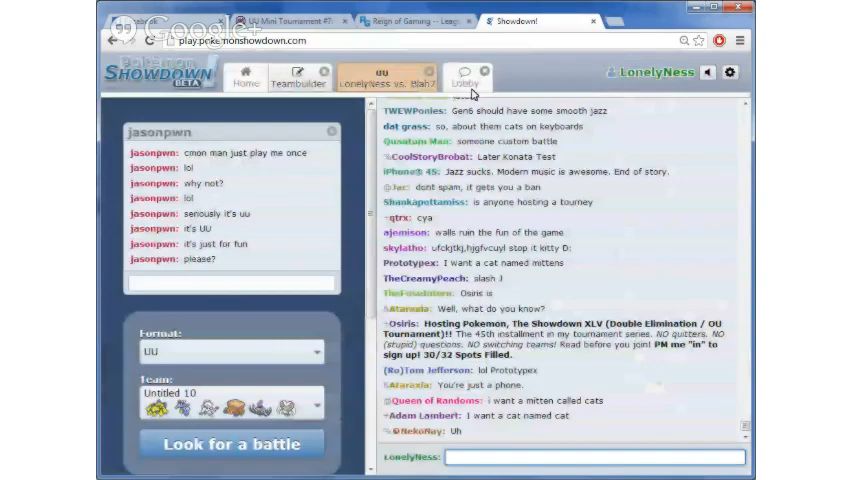 Google+
UU Mini Tournament #7:
Reign of Gaming -- Leagu
Showdown!
play.pokemonshowdown.com
SHOWDOWN
BETA
Home
Teambuilder
UU
LonelyNess vs. Blah7
Lobby
LonelyNess
jasonpwn
jasonpwn: cmon man just play me once
jasonpwn: lol
jasonpwn: why not?
jasonpwn: lol
jasonpwn: seriously it's uu
jasonpwn: it's UU
jasonpwn: it's just for fun
jasonpwn: please?
Format:
UU
Team:
Untitled 10
Look for a battle
TWEWPonies: Gen6 should have some smooth jazz
dat grass: so, about them cats on keyboards
Quantum Man: someone custom battle
%CoolStoryBrobat: Later Konata Test
iPhone® 4S: Jazz sucks. Modern music is awesome. End of story.
dont spam, it gets you a ban
Shankapottamiss: is anyone hosting a tourney
+qtrx: cya
ajemison: walls ruin the fun of the game
skylatho: ufckjtkj,hjgfvcuyl stop it kitty D:
Prototypex: I want a cat named mittens
TheCreamyPeach: slash J
Osiris is
%Ataraxia: Well, what do you know?
+Osiris: Hosting Pokemon, The Showdown XLV (Double Elimination / OU
Tournament)!! The 45th installment in my tournament series. NO quitters. NO
(stupid) questions. NO switching teams! Read before you join! PM me "in" to
sign up! 30/32 Spots Filled.
(Ru)Tom Jefferson: lol Prototypex
%Ataraxia: You're just a phone.
@Queen of Randoms: i want a mitten called cats
+Adam Lambert: I want a cat named cat
NekoNay: Uh
LonelyNess: